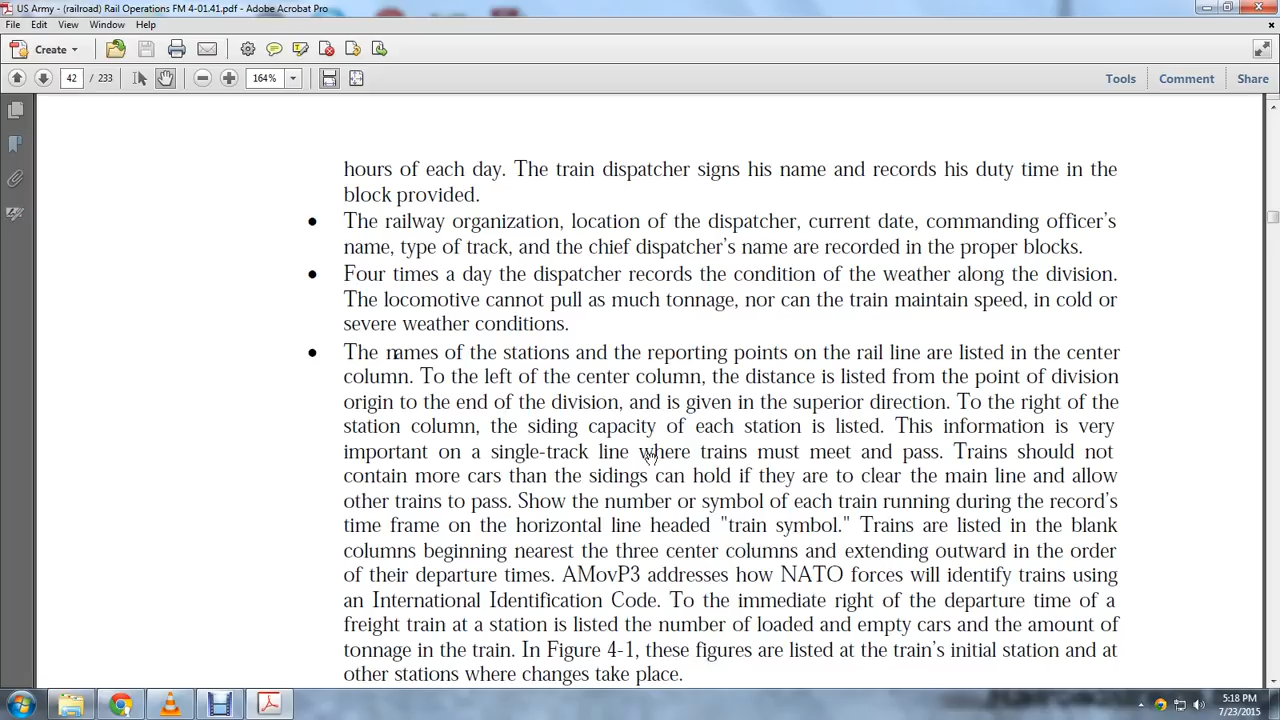 US Army - (railroad) Rail Operations FM 4-01.41.pdf - Adobe Acrobat Pro
File Edit View Window Help
Create
42 / 233 164% Tools Comment Share
hours of each day. The train dispatcher signs his name and records his duty time in the
block provided.
• The railway organization, location of the dispatcher, current date, commanding officer's
name, type of track, and the chief dispatcher's name are recorded in the proper blocks.
• Four times a day the dispatcher records the condition of the weather along the division.
The locomotive cannot pull as much tonnage, nor can the train maintain speed, in cold or
severe weather conditions.
• The names of the stations and the reporting points on the rail line are listed in the center
column. To the left of the center column, the distance is listed from the point of division
origin to the end of the division, and is given in the superior direction. To the right of the
station column, the siding capacity of each station is listed. This information is very
important on a single-track line where trains must meet and pass. Trains should not
contain more cars than the sidings can hold if they are to clear the main line and allow
other trains to pass. Show the number or symbol of each train running during the record's
time frame on the horizontal line headed "train symbol." Trains are listed in the blank
columns beginning nearest the three center columns and extending outward in the order
of their departure times. AMovP3 addresses how NATO forces will identify trains using
an International Identification Code. To the immediate right of the departure time of a
freight train at a station is listed the number of loaded and empty cars and the amount of
tonnage in the train. In Figure 4-1, these figures are listed at the train's initial station and at
other stations where changes take place.
5:18 PM
7/23/2015